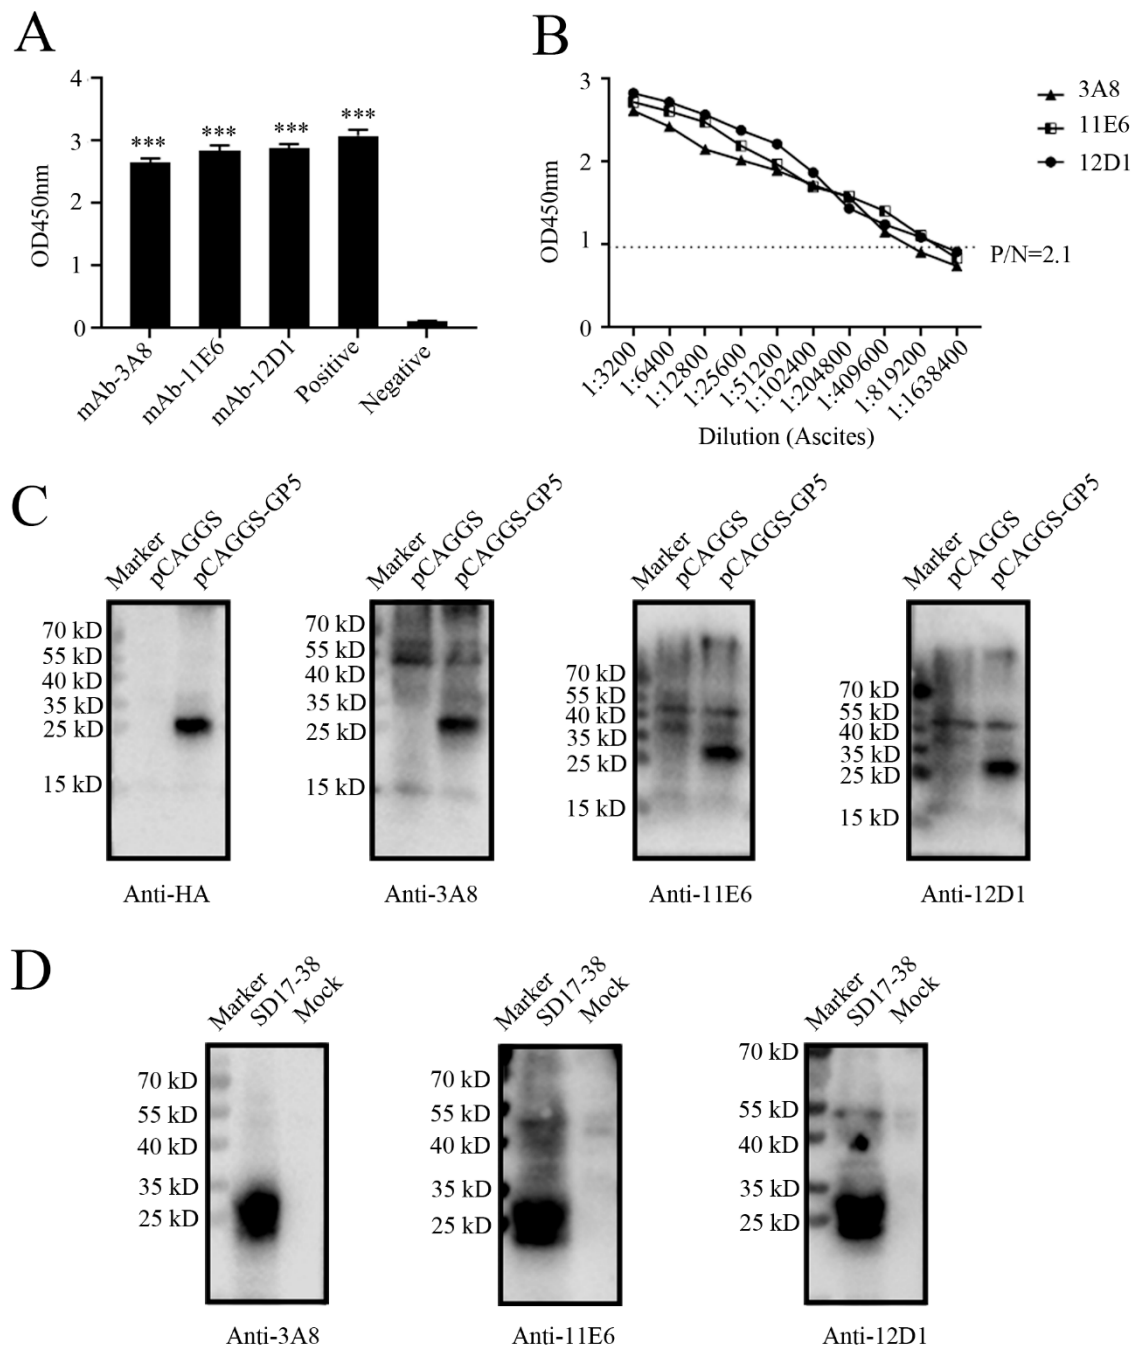 A
OD450nm
4
3
2
1
0
***
***
***
***
mAb-3A8
mAb-11E6
mAb-12D1
Positive
Negative
B
OD450nm
3
2
1
0
3A8
11E6
12D1
P/N=2.1
1:3200
1:6400
1:12800
1:25600
1:51200
1:102400
1:204800
1:409600
1:819200
1:1638400
Dilution (Ascites)
C
Marker
pCAGGS
pCAGGS-GP5
70 kD
55 kD
40 kD
35 kD
25 kD
15 kD
Anti-HA
Marker
pCAGGS
pCAGGS-GP5
70 kD
55 kD
40 kD
35 kD
25 kD
15 kD
Anti-3A8
Marker
pCAGGS
pCAGGS-GP5
70 kD
55 kD
40 kD
35 kD
25 kD
15 kD
Anti-11E6
Marker
pCAGGS
pCAGGS-GP5
70 kD
55 kD
40 kD
35 kD
25 kD
15 kD
Anti-12D1
D
Marker
SD17-38
Mock
70 kD
55 kD
40 kD
35 kD
25 kD
Anti-3A8
Marker
SD17-38
Mock
70 kD
55 kD
40 kD
35 kD
25 kD
Anti-11E6
Marker
SD17-38
Mock
70 kD
55 kD
40 kD
35 kD
25 kD
Anti-12D1